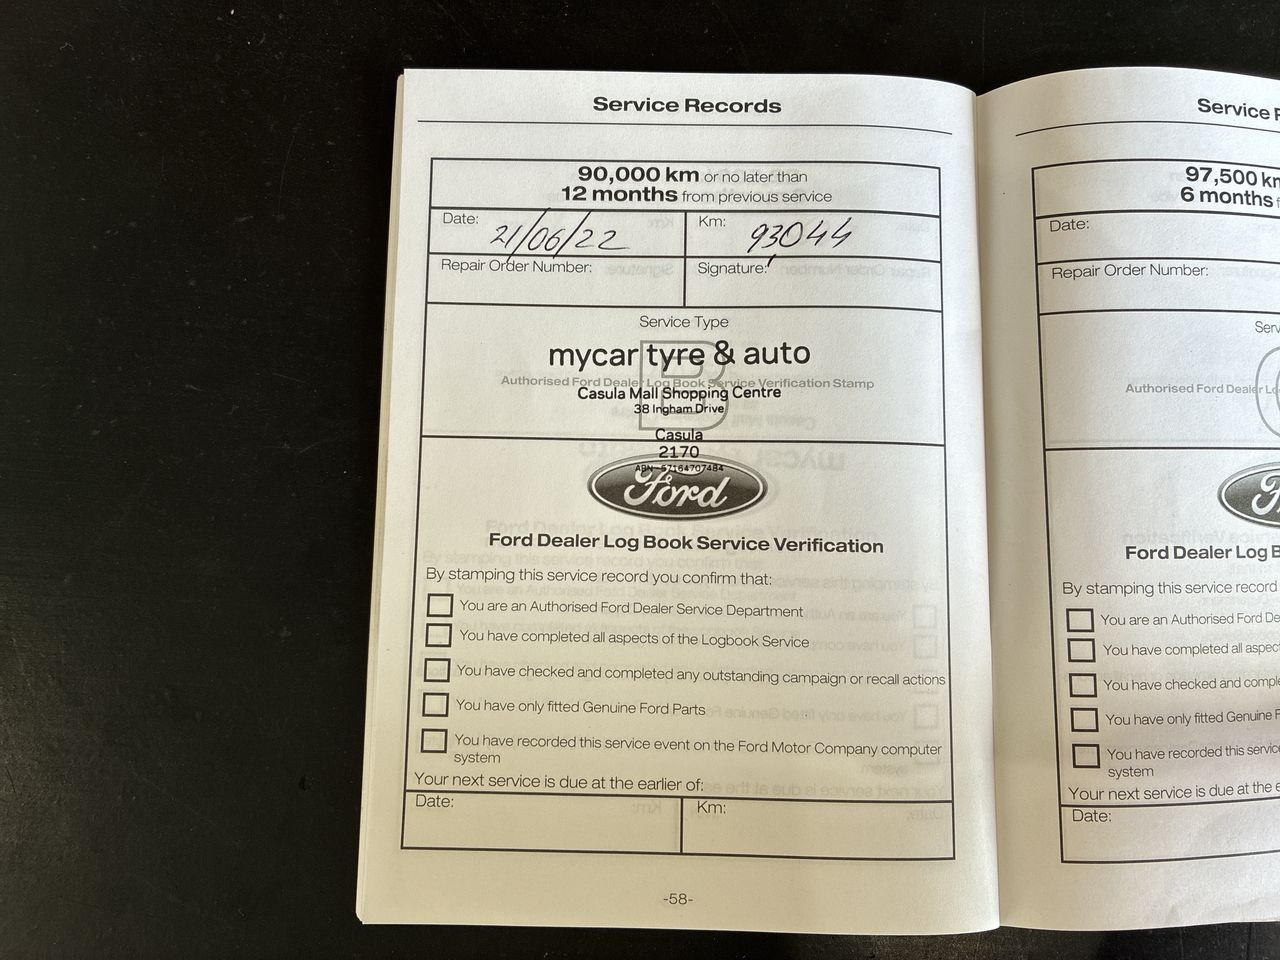 Service Records
90,000 km or no later than
12 months from previous service
Date: 21/06/22
Km: 93044
Repair Order Number:
Signature:
Service Type
B
mycar tyre & auto
Authorised Ford Dealer Log Book Service Verification Stamp
Casula Mall Shopping Centre
38 Ingham Drive
Casula
2170
ABN 57164707484
Ford
Ford Dealer Log Book Service Verification
By stamping this service record you confirm that:
You are an Authorised Ford Dealer Service Department
You have completed all aspects of the Logbook Service
You have checked and completed any outstanding campaign or recall actions
You have only fitted Genuine Ford Parts
You have recorded this service event on the Ford Motor Company computer
system
Your next service is due at the earlier of:
Date:
Km:
-58-
Service
97,500 km
6 months
Date:
Repair Order Number:
Authorised Ford Dealer
Ford Dealer Log
By stamping this service record
You are an Authorised Ford
You have completed all
You have checked and
You have only fitted Genuine
You have recorded this
system
Your next service is due at the
Date: